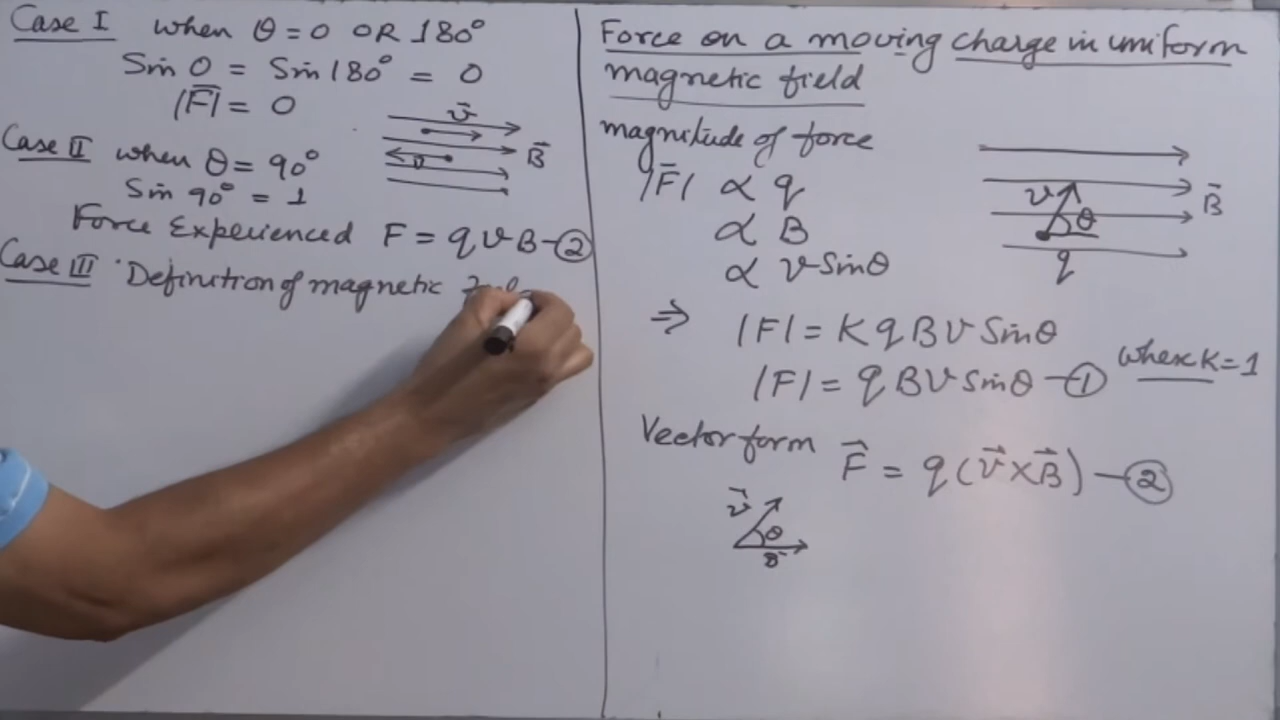 Case I when θ = 0 OR 180°
Sin 0 = Sin 180° = 0
|F̅| = 0
v⃗
B⃗
Case II when θ = 90°
Sin 90° = 1
Force Experienced F = qvB – ②
Case III Definition of magnetic
Force on a moving charge in uniform
magnetic field
magnitude of force
|F̅| ∝ q
∝ B
∝ v Sinθ
v
θ
B⃗
q
⇒ |F| = K q B v Sinθ
|F| = q B v Sinθ – ① where K = 1
Vector form F⃗ = q (v⃗ × B⃗) – ②
v⃗
θ
B